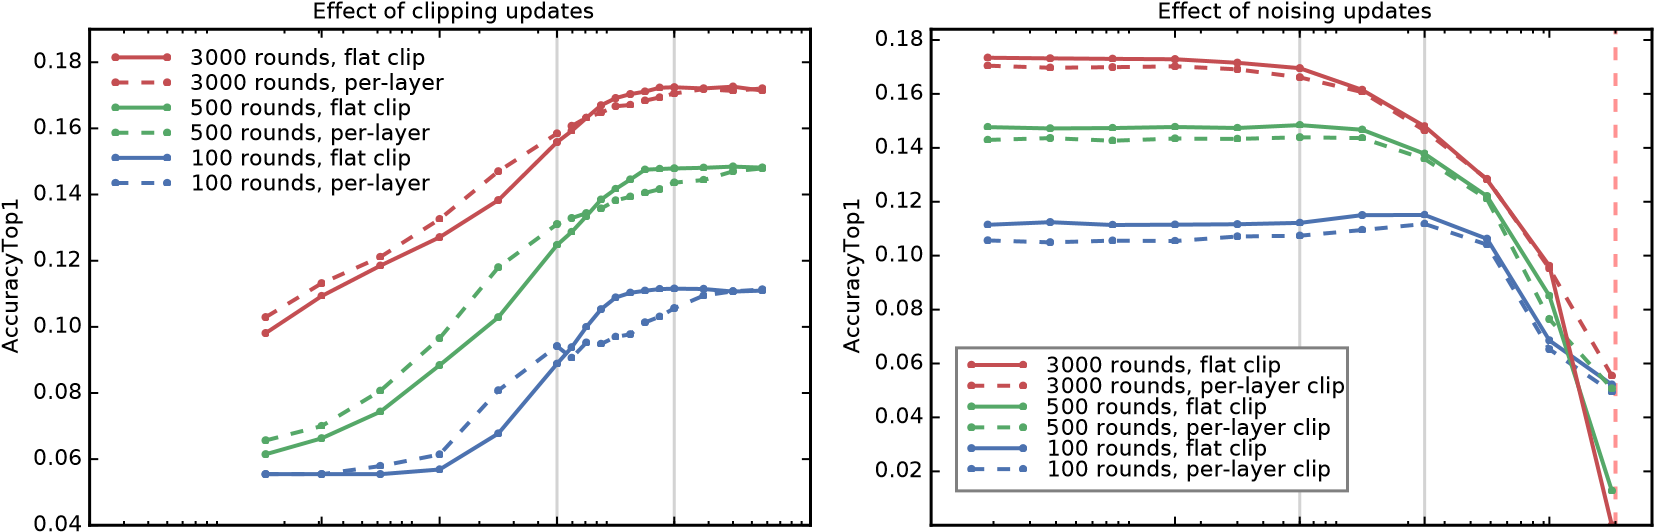 Effect of clipping updates
AccuracyTop1
0.18
0.16
0.14
0.12
0.10
0.08
0.06
0.04
3000 rounds, flat clip
3000 rounds, per-layer
500 rounds, flat clip
500 rounds, per-layer
100 rounds, flat clip
100 rounds, per-layer
Effect of noising updates
AccuracyTop1
0.18
0.16
0.14
0.12
0.10
0.08
0.06
0.04
0.02
3000 rounds, flat clip
3000 rounds, per-layer clip
500 rounds, flat clip
500 rounds, per-layer clip
100 rounds, flat clip
100 rounds, per-layer clip